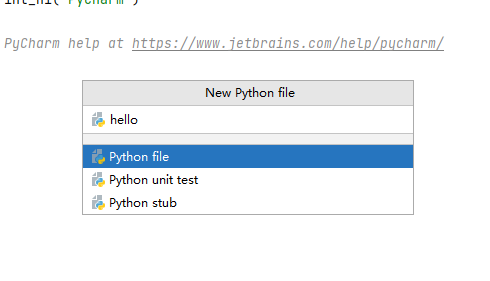 int_hi('PyCharm')
PyCharm help at https://www.jetbrains.com/help/pycharm/
New Python file
hello
Python file
Python unit test
Python stub